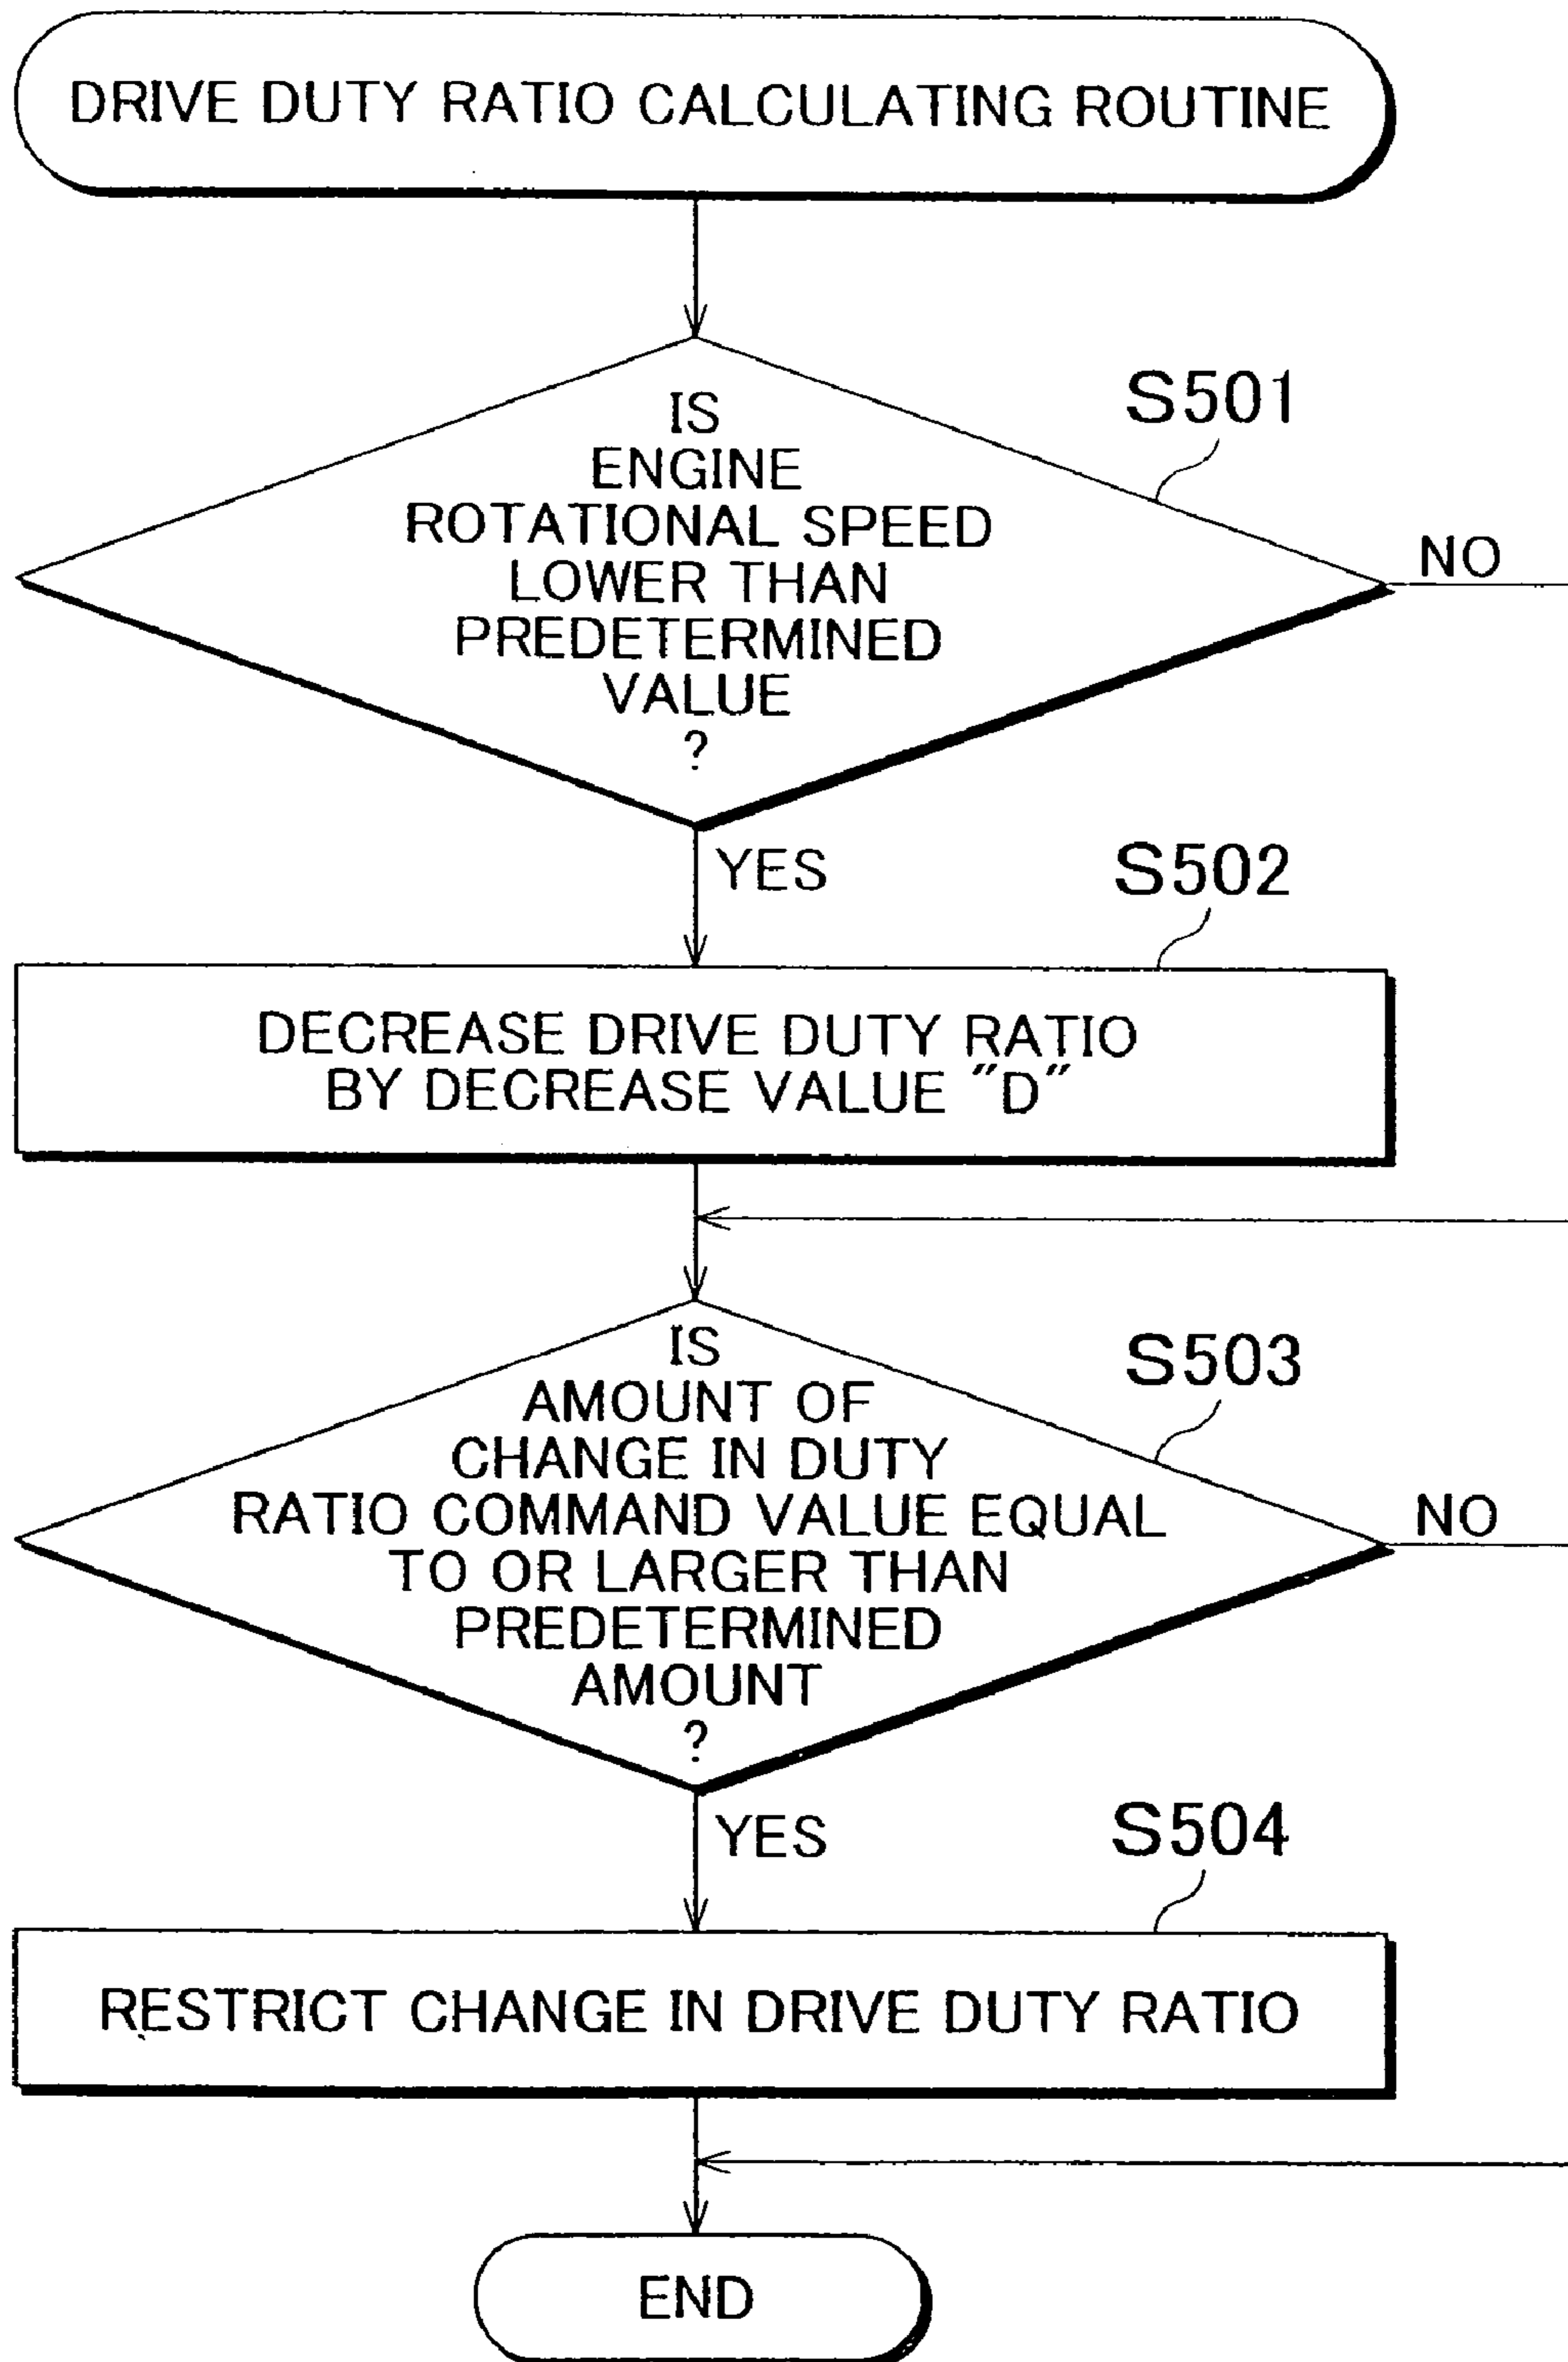 DRIVE DUTY RATIO CALCULATING ROUTINE
S501
IS
ENGINE
ROTATIONAL SPEED
LOWER THAN
PREDETERMINED
VALUE
?
NO
YES
S502
DECREASE DRIVE DUTY RATIO
BY DECREASE VALUE "D"
S503
IS
AMOUNT OF
CHANGE IN DUTY
RATIO COMMAND VALUE EQUAL
TO OR LARGER THAN
PREDETERMINED
AMOUNT
?
NO
YES
S504
RESTRICT CHANGE IN DRIVE DUTY RATIO
END